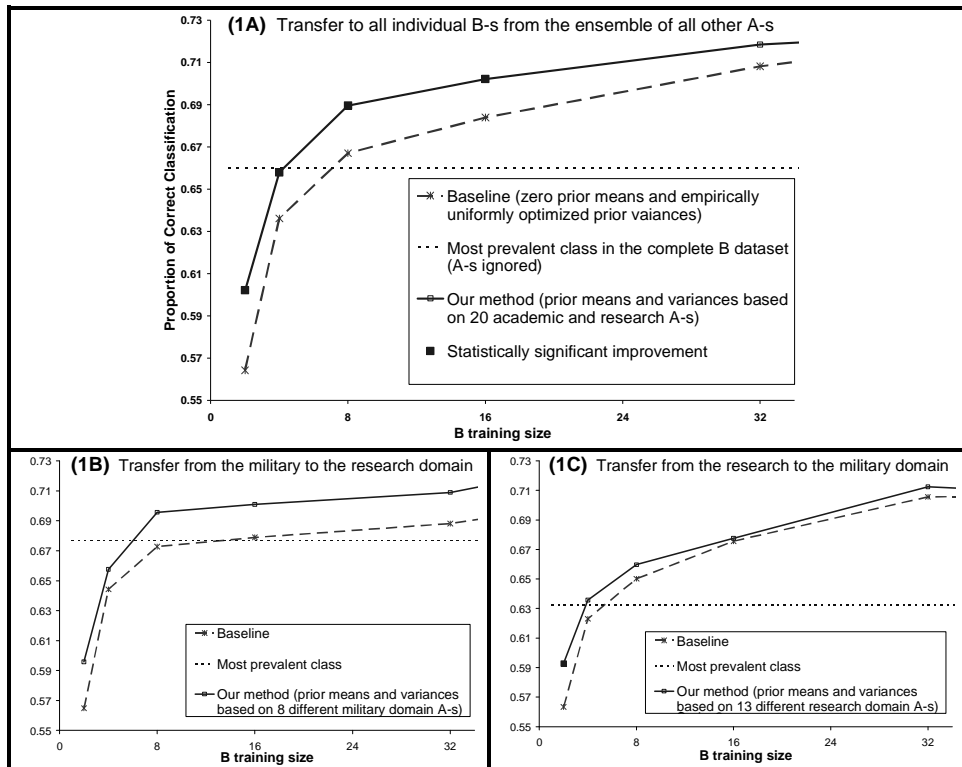 (1A) Transfer to all individual B-s from the ensemble of all other A-s
Proportion of Correct Classification
0.73
0.71
0.69
0.67
0.65
0.63
0.61
0.59
0.57
0.55
Baseline (zero prior means and empirically
uniformly optimized prior vaiances)
Most prevalent class in the complete B dataset
(A-s ignored)
Our method (prior means and variances based
on 20 academic and research A-s)
Statistically significant improvement
0 8 16 24 32
B training size
(1B) Transfer from the military to the research domain
0.73
0.71
0.69
0.67
0.65
0.63
0.61
0.59
0.57
0.55
Baseline
Most prevalent class
Our method (prior means and variances
based on 8 different military domain A-s)
0 8 16 24 32
B training size
(1C) Transfer from the research to the military domain
0.73
0.71
0.69
0.67
0.65
0.63
0.61
0.59
0.57
0.55
Baseline
Most prevalent class
Our method (prior means and variances
based on 13 different research domain A-s)
0 8 16 24 32
B training size